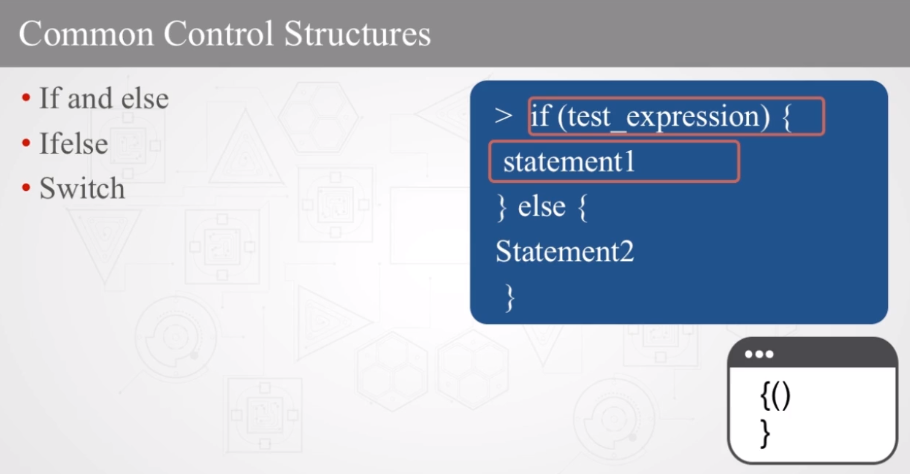 Common Control Structures
• If and else
• Ifelse
• Switch
> if (test_expression) {
statement1
} else {
Statement2
}
{()
}